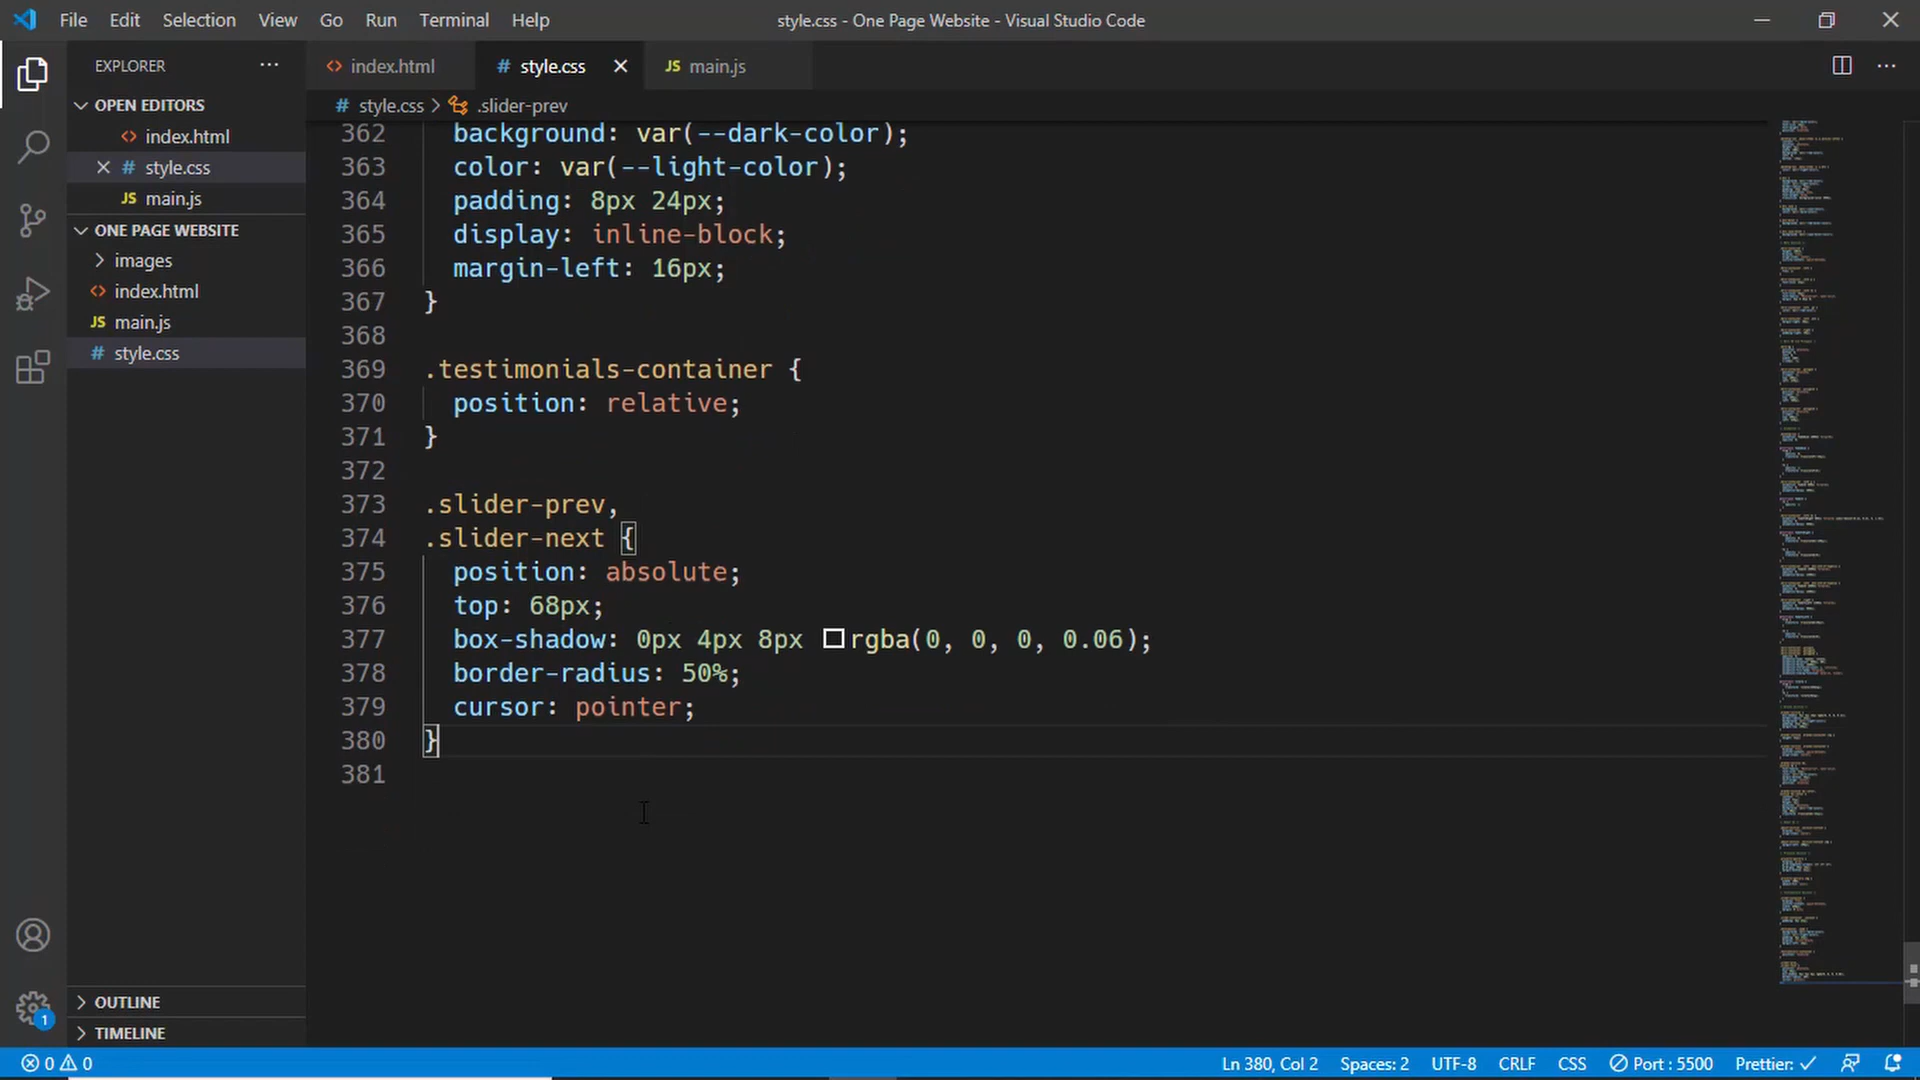 File Edit Selection View Go Run Terminal Help
style.css - One Page Website - Visual Studio Code
EXPLORER
OPEN EDITORS
index.html
style.css
JS main.js
ONE PAGE WEBSITE
images
index.html
JS main.js
# style.css
OUTLINE
TIMELINE
index.html
# style.css
JS main.js
# style.css > .slider-prev
362 background: var(--dark-color);
363 color: var(--light-color);
364 padding: 8px 24px;
365 display: inline-block;
366 margin-left: 16px;
367 }
368
369 .testimonials-container {
370 position: relative;
371 }
372
373 .slider-prev,
374 .slider-next {
375 position: absolute;
376 top: 68px;
377 box-shadow: 0px 4px 8px rgba(0, 0, 0, 0.06);
378 border-radius: 50%;
379 cursor: pointer;
380 }
381
1
0 0
Ln 380, Col 2 Spaces: 2 UTF-8 CRLF CSS Port : 5500 Prettier: ✓